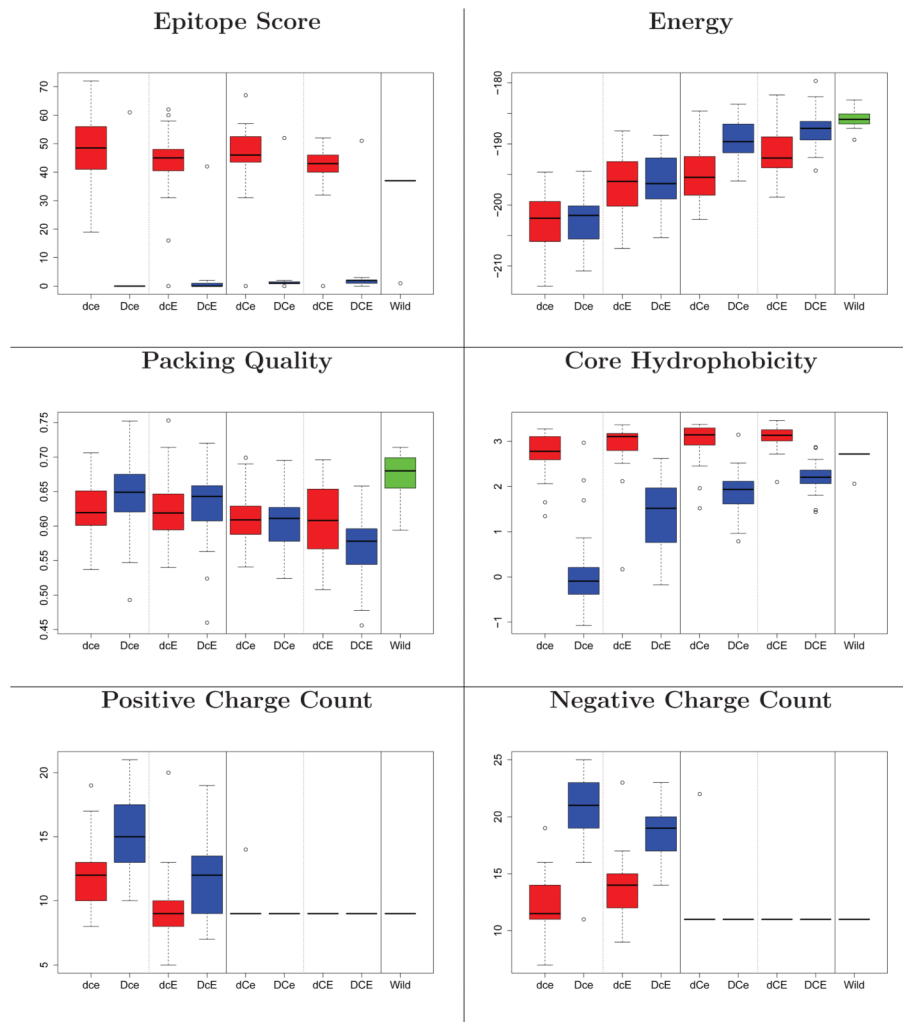 Epitope Score
70
60
50
40
30
20
10
0
dce Dce dcE DcE dCe DCe dCE DCE Wild
Energy
−180
−190
−200
−210
dce Dce dcE DcE dCe DCe dCE DCE Wild
Packing Quality
0.75
0.70
0.65
0.60
0.55
0.50
0.45
dce Dce dcE DcE dCe DCe dCE DCE Wild
Core Hydrophobicity
3
2
1
0
−1
dce Dce dcE DcE dCe DCe dCE DCE Wild
Positive Charge Count
20
15
10
5
dce Dce dcE DcE dCe DCe dCE DCE Wild
Negative Charge Count
25
20
15
10
dce Dce dcE DcE dCe DCe dCE DCE Wild